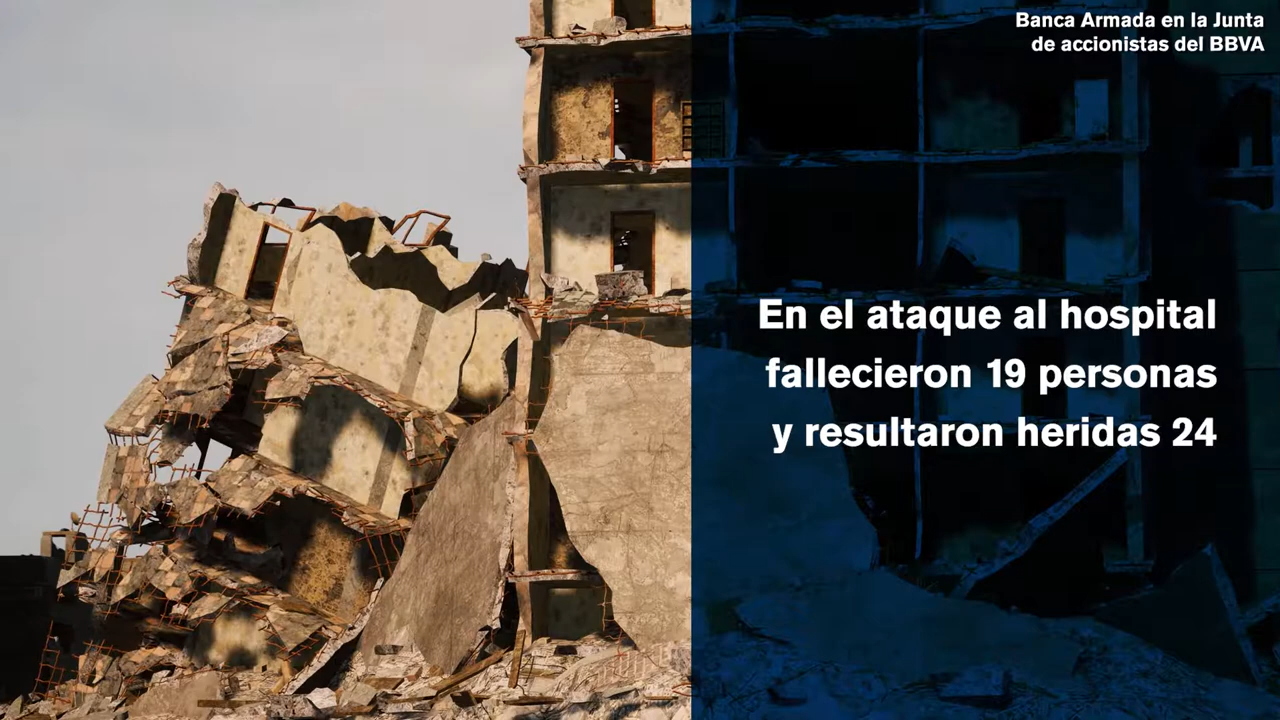 Banca Armada en la Junta
de accionistas del BBVA
En el ataque al hospital
fallecieron 19 personas
y resultaron heridas 24